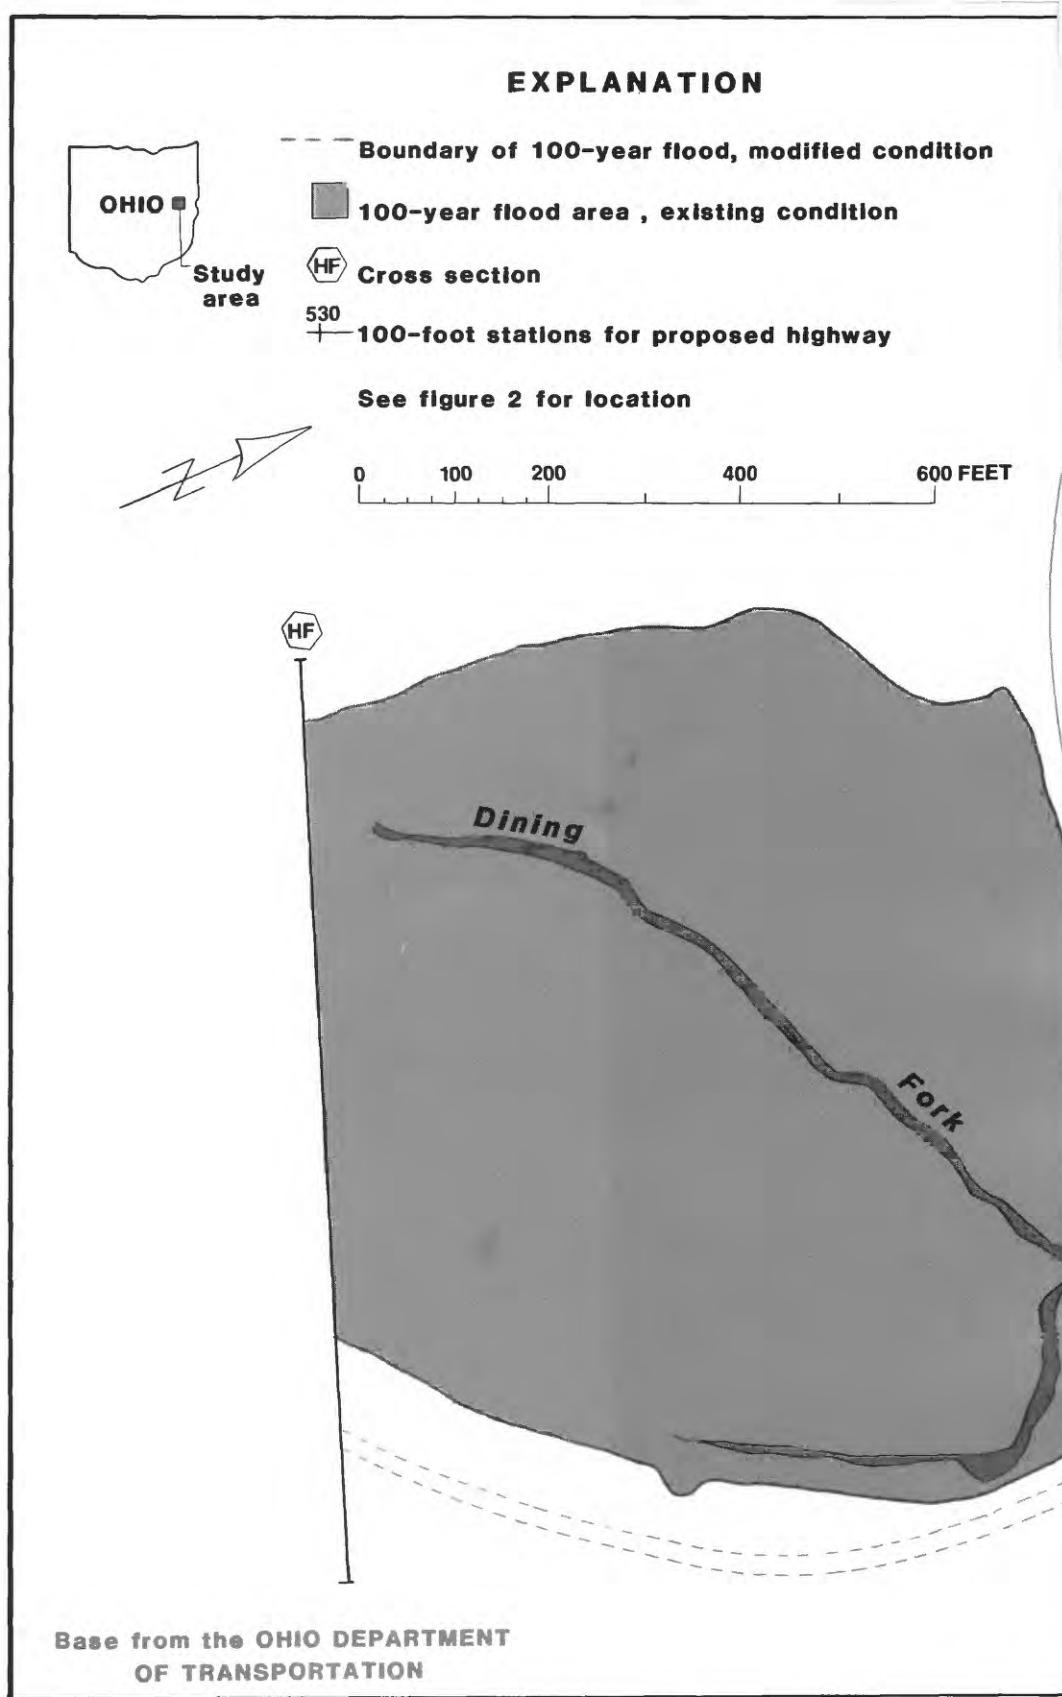 EXPLANATION
Boundary of 100-year flood, modified condition
OHIO
100-year flood area , existing condition
Study
area
HF Cross section
530
100-foot stations for proposed highway
See figure 2 for location
N
0 100 200 400 600 FEET
HF
Dining
Fork
Base from the OHIO DEPARTMENT
OF TRANSPORTATION